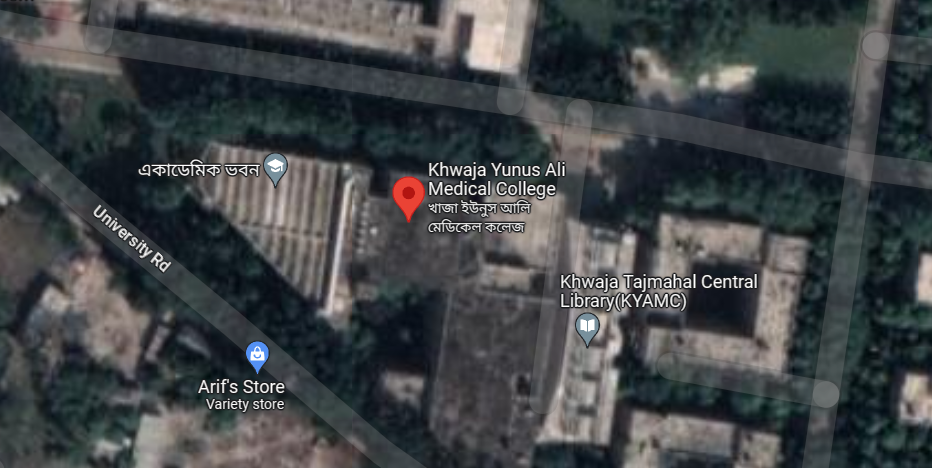 Khwaja Yunus Ali
Medical College
খাজা ইউনুস আলি
মেডিকেল কলেজ
একাডেমিক ভবন
University Rd
Khwaja Tajmahal Central
Library(KYAMC)
Arif's Store
Variety store